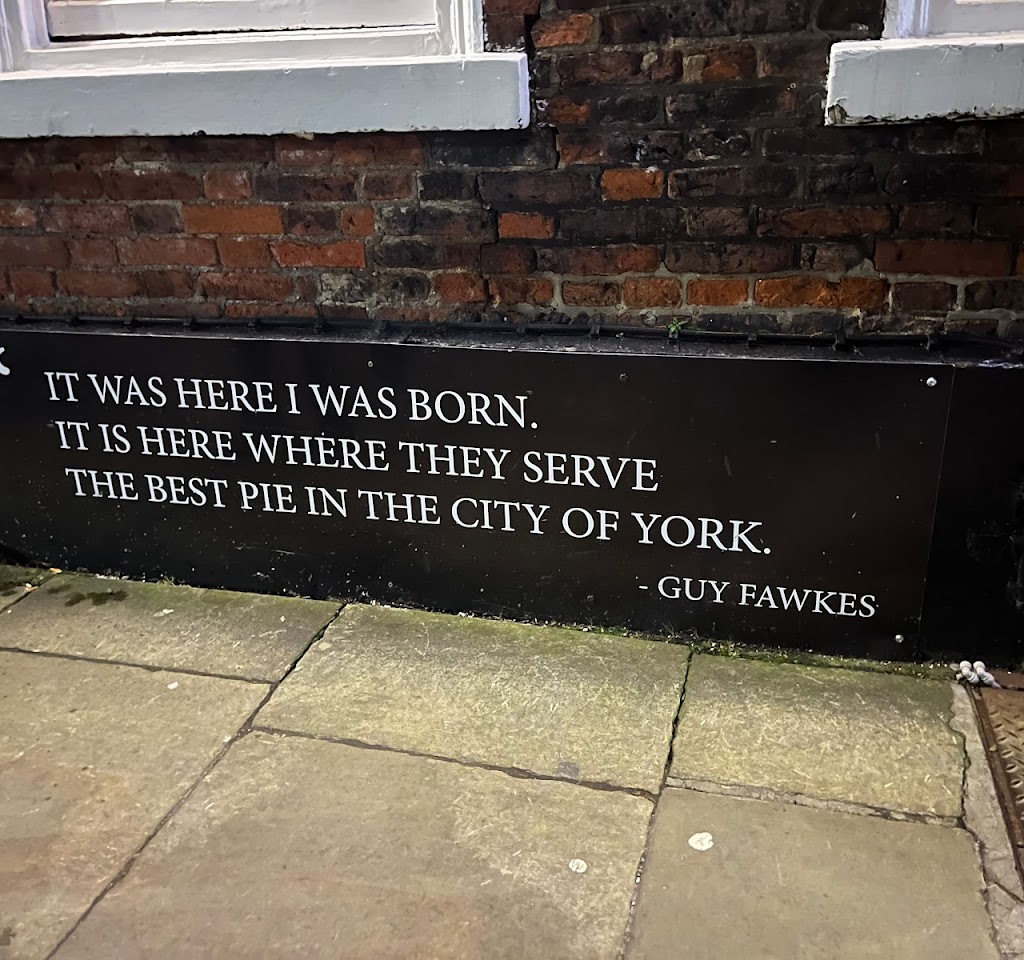 IT WAS HERE I WAS BORN.
IT IS HERE WHERE THEY SERVE
THE BEST PIE IN THE CITY OF YORK.
- GUY FAWKES